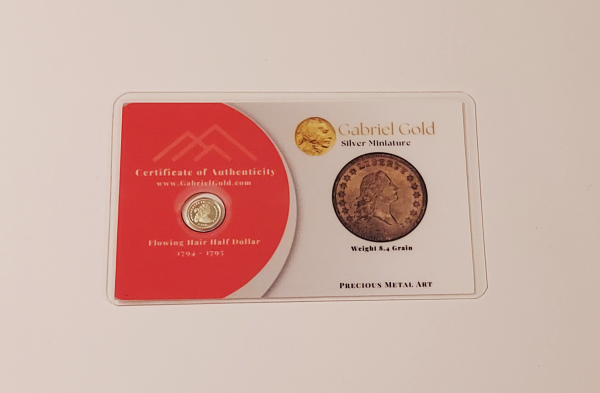 Certificate of Authenticity
www.GabrielGold.com
Flowing Hair Half Dollar
1794 - 1795
Gabriel Gold
Silver Miniature
LIBERTY
Weight 8.4 Grain
Precious Metal Art